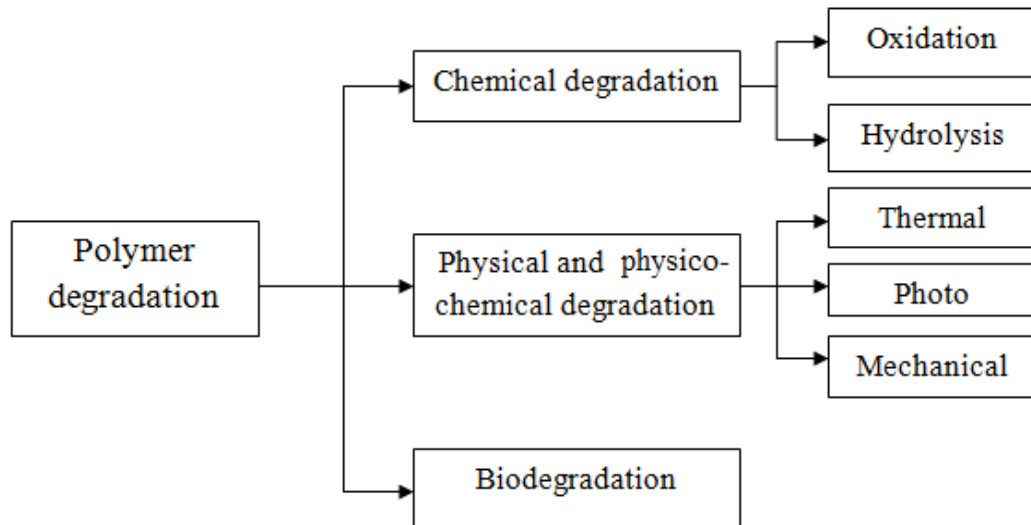 Polymer
degradation
Chemical degradation
Oxidation
Hydrolysis
Physical and physico-
chemical degradation
Thermal
Photo
Mechanical
Biodegradation